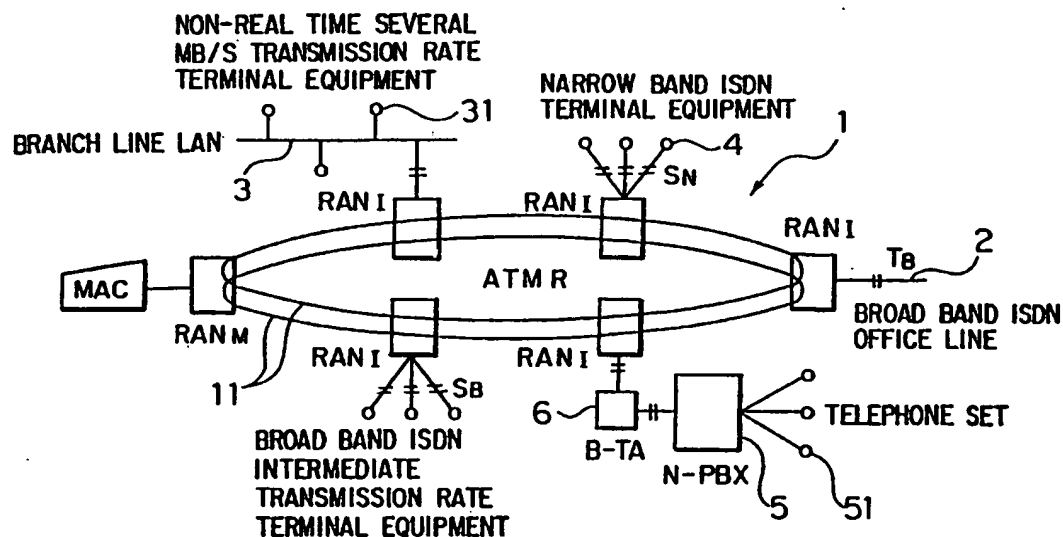 NON-REAL TIME SEVERAL
MB/S TRANSMISSION RATE
TERMINAL EQUIPMENT
31
BRANCH LINE LAN
3
NARROW BAND ISDN
TERMINAL EQUIPMENT
4
SN
1
RAN I
RAN I
RAN I
TB
2
MAC
ATM R
BROAD BAND ISDN
OFFICE LINE
RAN M
11
RAN I
RAN I
SB
6
B-TA
N-PBX
TELEPHONE SET
5
51
BROAD BAND ISDN
INTERMEDIATE
TRANSMISSION RATE
TERMINAL EQUIPMENT